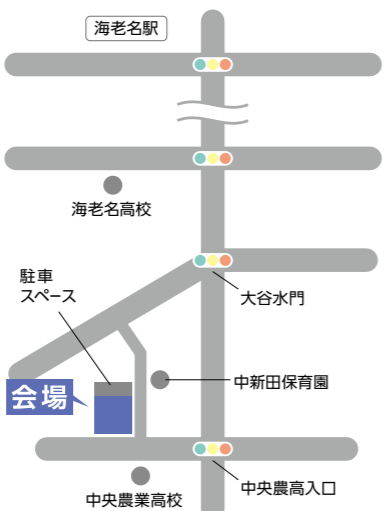 海老名駅
海老名高校
大谷水門
駐車
スペース
中新田保育園
会場
中央農業高校
中央農高入口